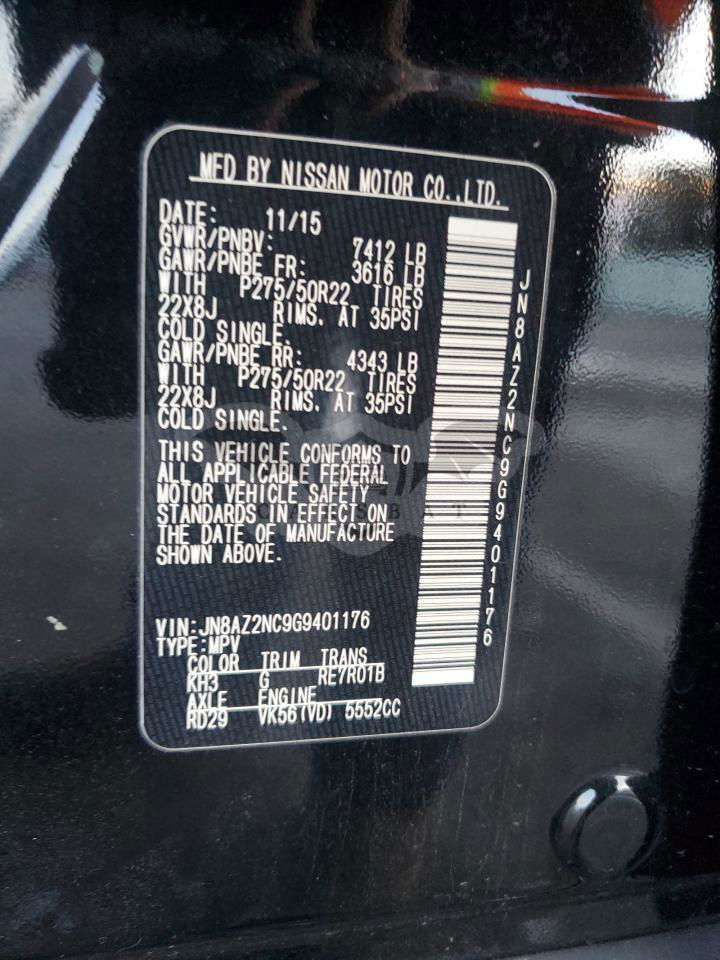 MFD BY NISSAN MOTOR CO.,LTD.
DATE: 11/15
GVWR/PNBV: 7412 LB
GAWR/PNBE FR: 3616 LB
WITH P275/50R22 TIRES
22X8J RIMS. AT 35PSI
COLD SINGLE.
GAWR/PNBE RR: 4343 LB
WITH P275/50R22 TIRES
22X8J RIMS. AT 35PSI
COLD SINGLE.
THIS VEHICLE CONFORMS TO
ALL APPLICABLE FEDERAL
MOTOR VEHICLE SAFETY
STANDARDS IN EFFECT ON
THE DATE OF MANUFACTURE
SHOWN ABOVE.
VIN:JN8AZ2NC9G9401176
TYPE:MPV
COLOR TRIM TRANS
KH3 G RE7R01B
AXLE ENGINE
RD29 VK56(VD) 5552CC
JN8AZ2NC9G9401176